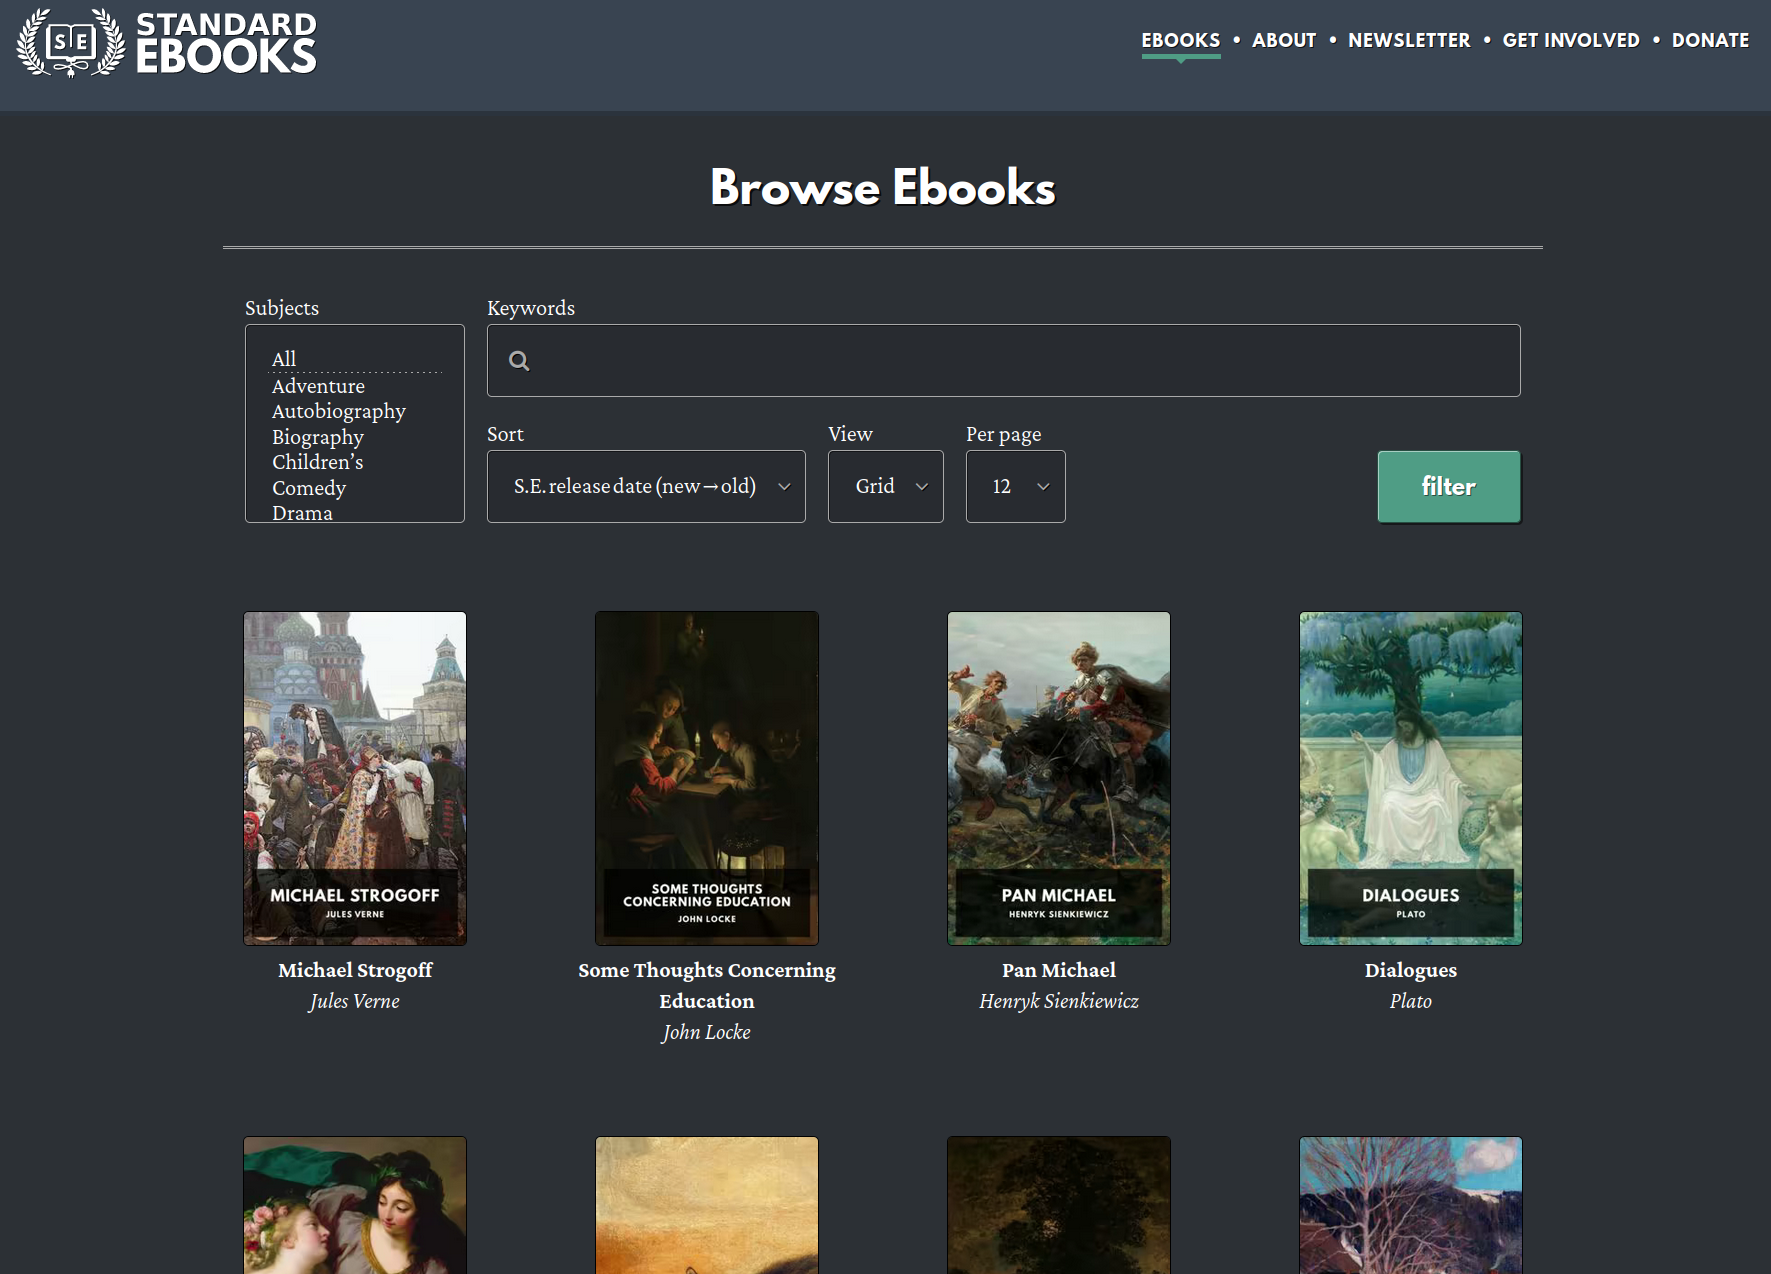 S E
STANDARD
EBOOKS
EBOOKS • ABOUT • NEWSLETTER • GET INVOLVED • DONATE
Browse Ebooks
Subjects
All
Adventure
Autobiography
Biography
Children’s
Comedy
Drama
Keywords
Sort
S.E. release date (new→old)
View
Grid
Per page
12
filter
MICHAEL STROGOFF
JULES VERNE
Michael Strogoff
Jules Verne
SOME THOUGHTS
CONCERNING EDUCATION
JOHN LOCKE
Some Thoughts Concerning
Education
John Locke
PAN MICHAEL
HENRYK SIENKIEWICZ
Pan Michael
Henryk Sienkiewicz
DIALOGUES
PLATO
Dialogues
Plato